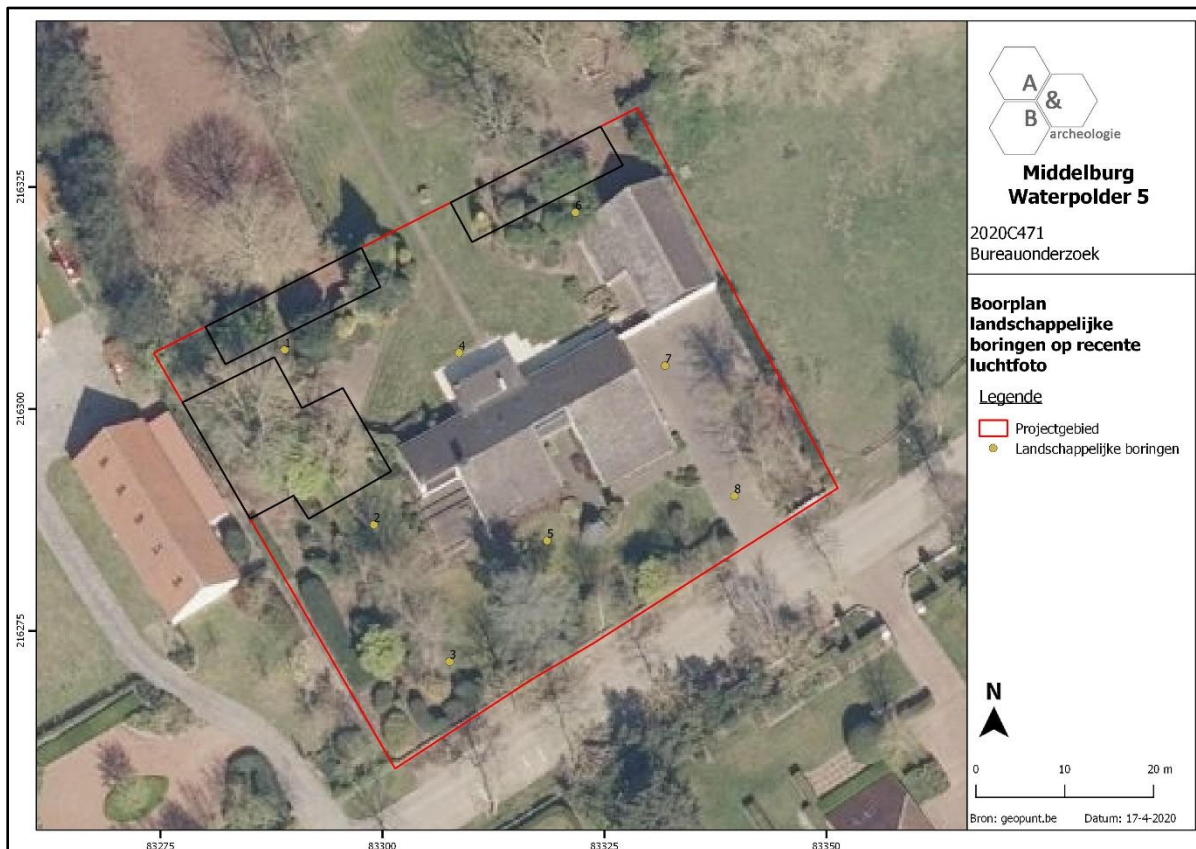 A
&
B
archeologie
Middelburg
Waterpolder 5
2020C471
Bureauonderzoek
Boorplan
landschappelijke
boringen op recente
luchtfoto
Legende
Projectgebied
Landschappelijke boringen
N
0 10 20 m
Bron: geopunt.be Datum: 17-4-2020
216325
216300
216275
83275 83300 83325 83350
6
1
4
7
8
2
5
3